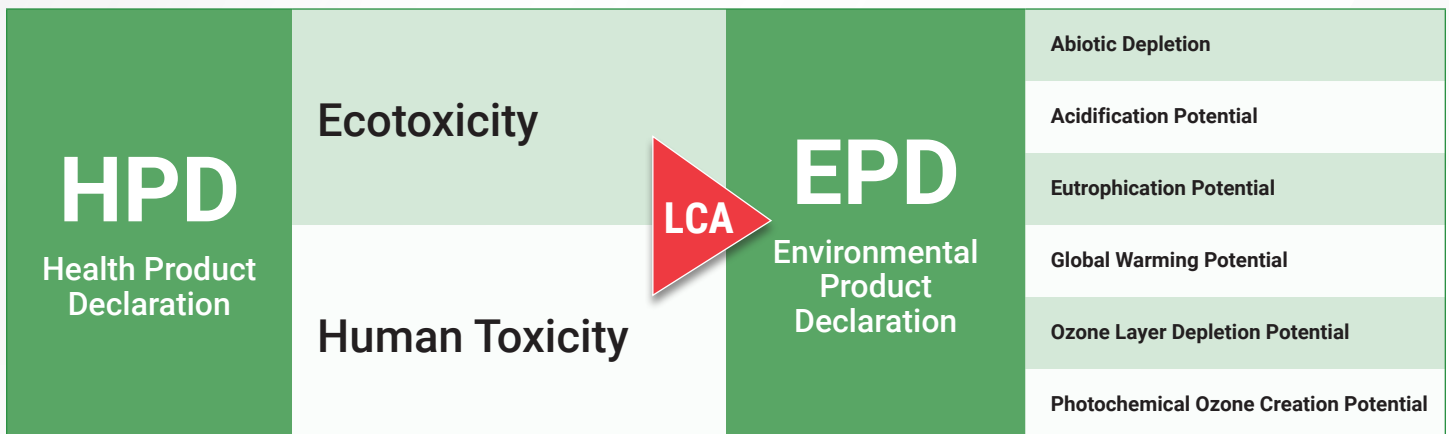 HPD
Health Product
Declaration
Ecotoxicity
Human Toxicity
LCA
EPD
Environmental
Product
Declaration
Abiotic Depletion
Acidification Potential
Eutrophication Potential
Global Warming Potential
Ozone Layer Depletion Potential
Photochemical Ozone Creation Potential